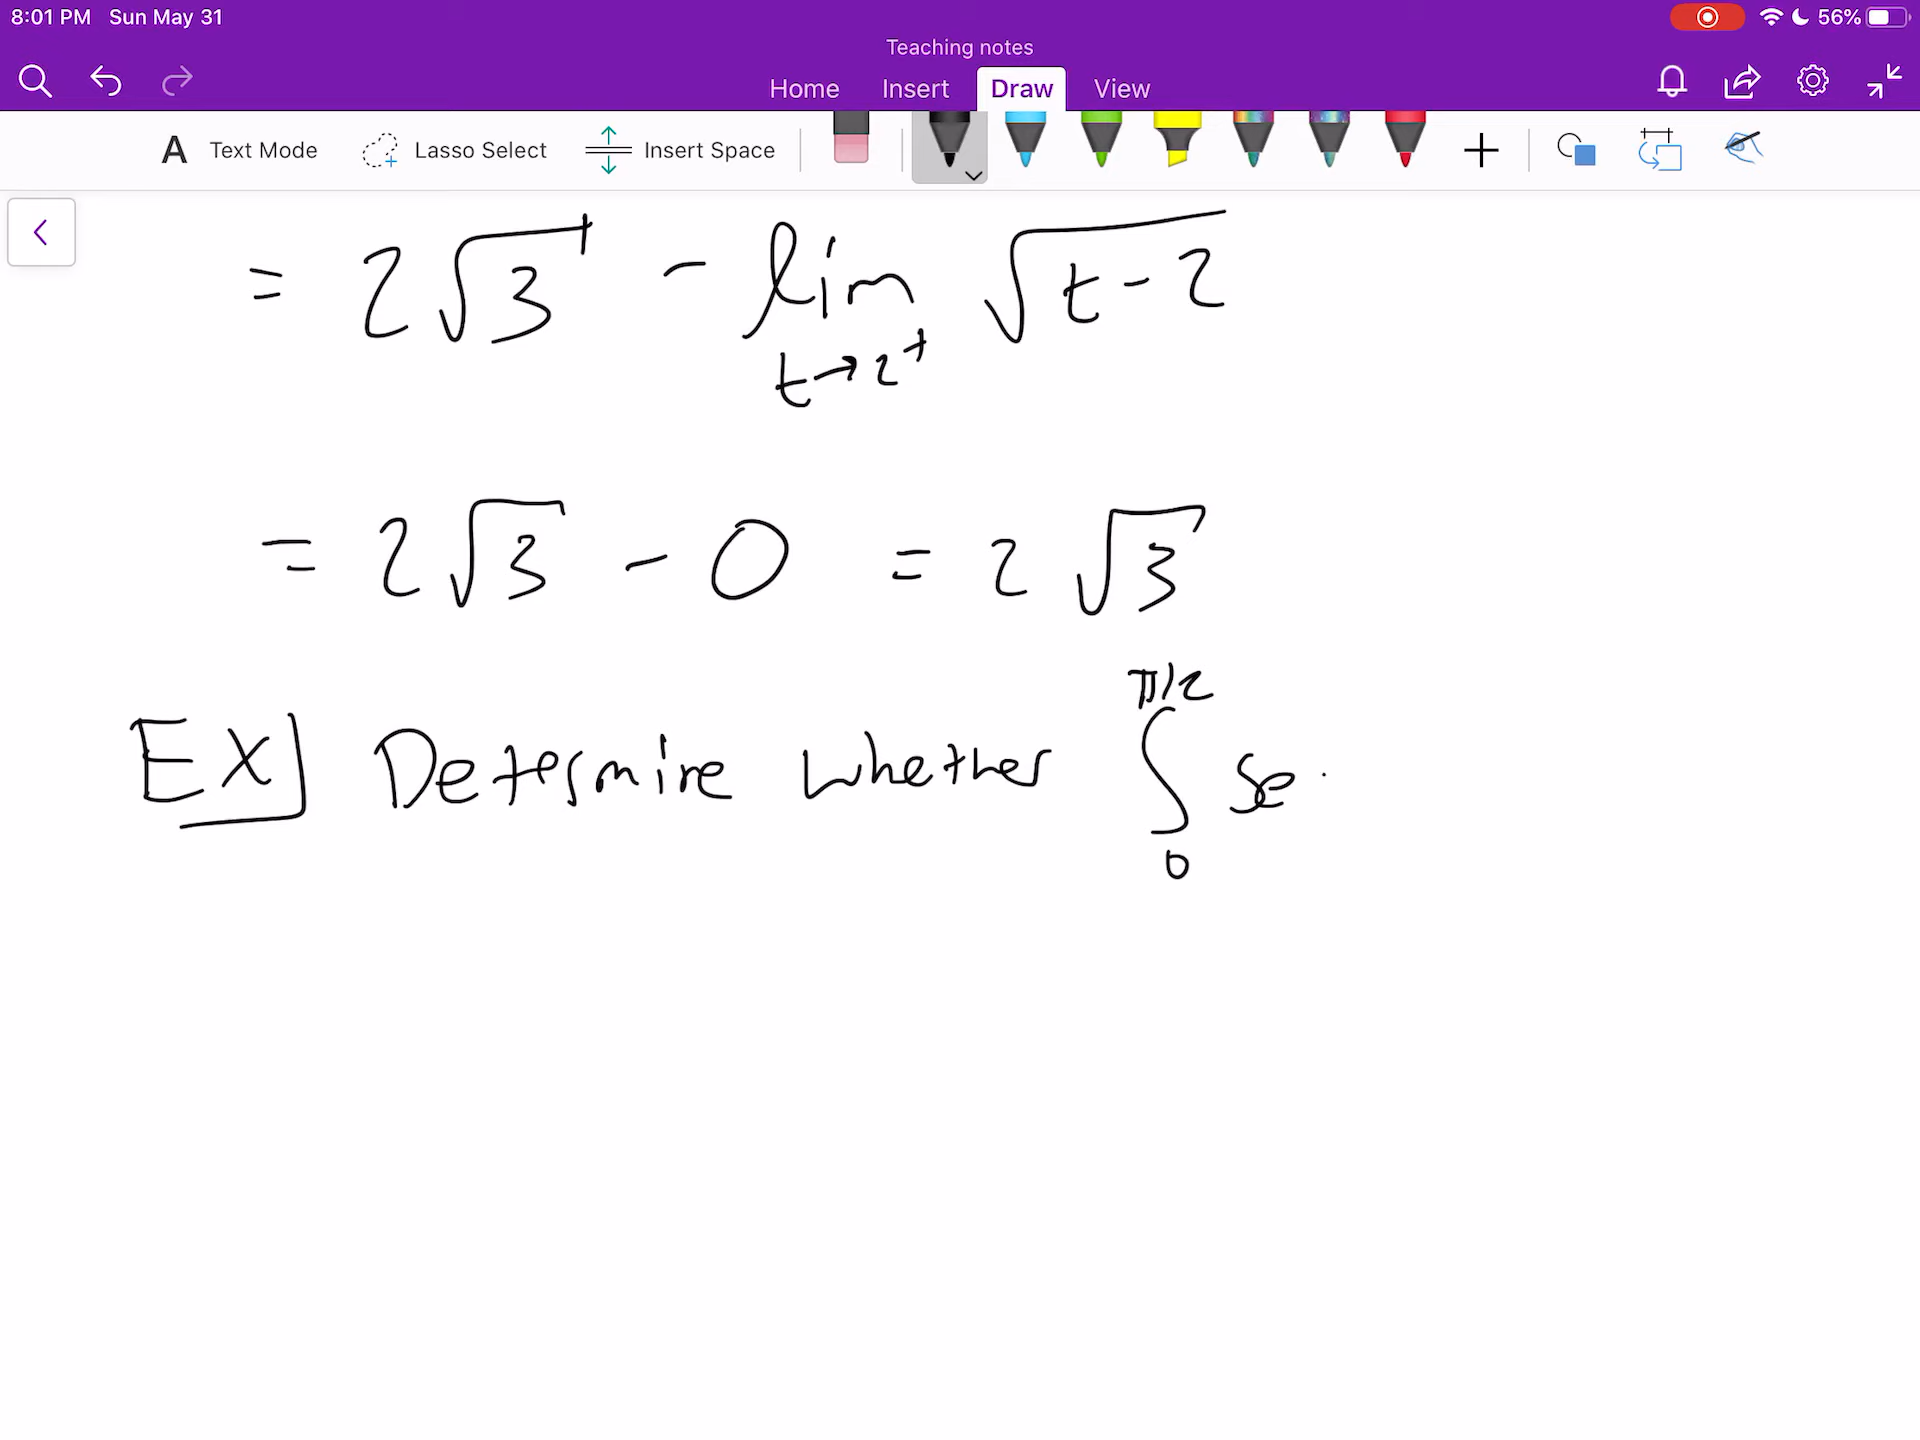 8:01 PM Sun May 31
56%
Teaching notes
Home Insert Draw View
A Text Mode Lasso Select Insert Space
= 2√3 - lim √t-2
t→2⁺
= 2√3 - 0 = 2√3
π/2
Ex] Determine whether ∫ se
0